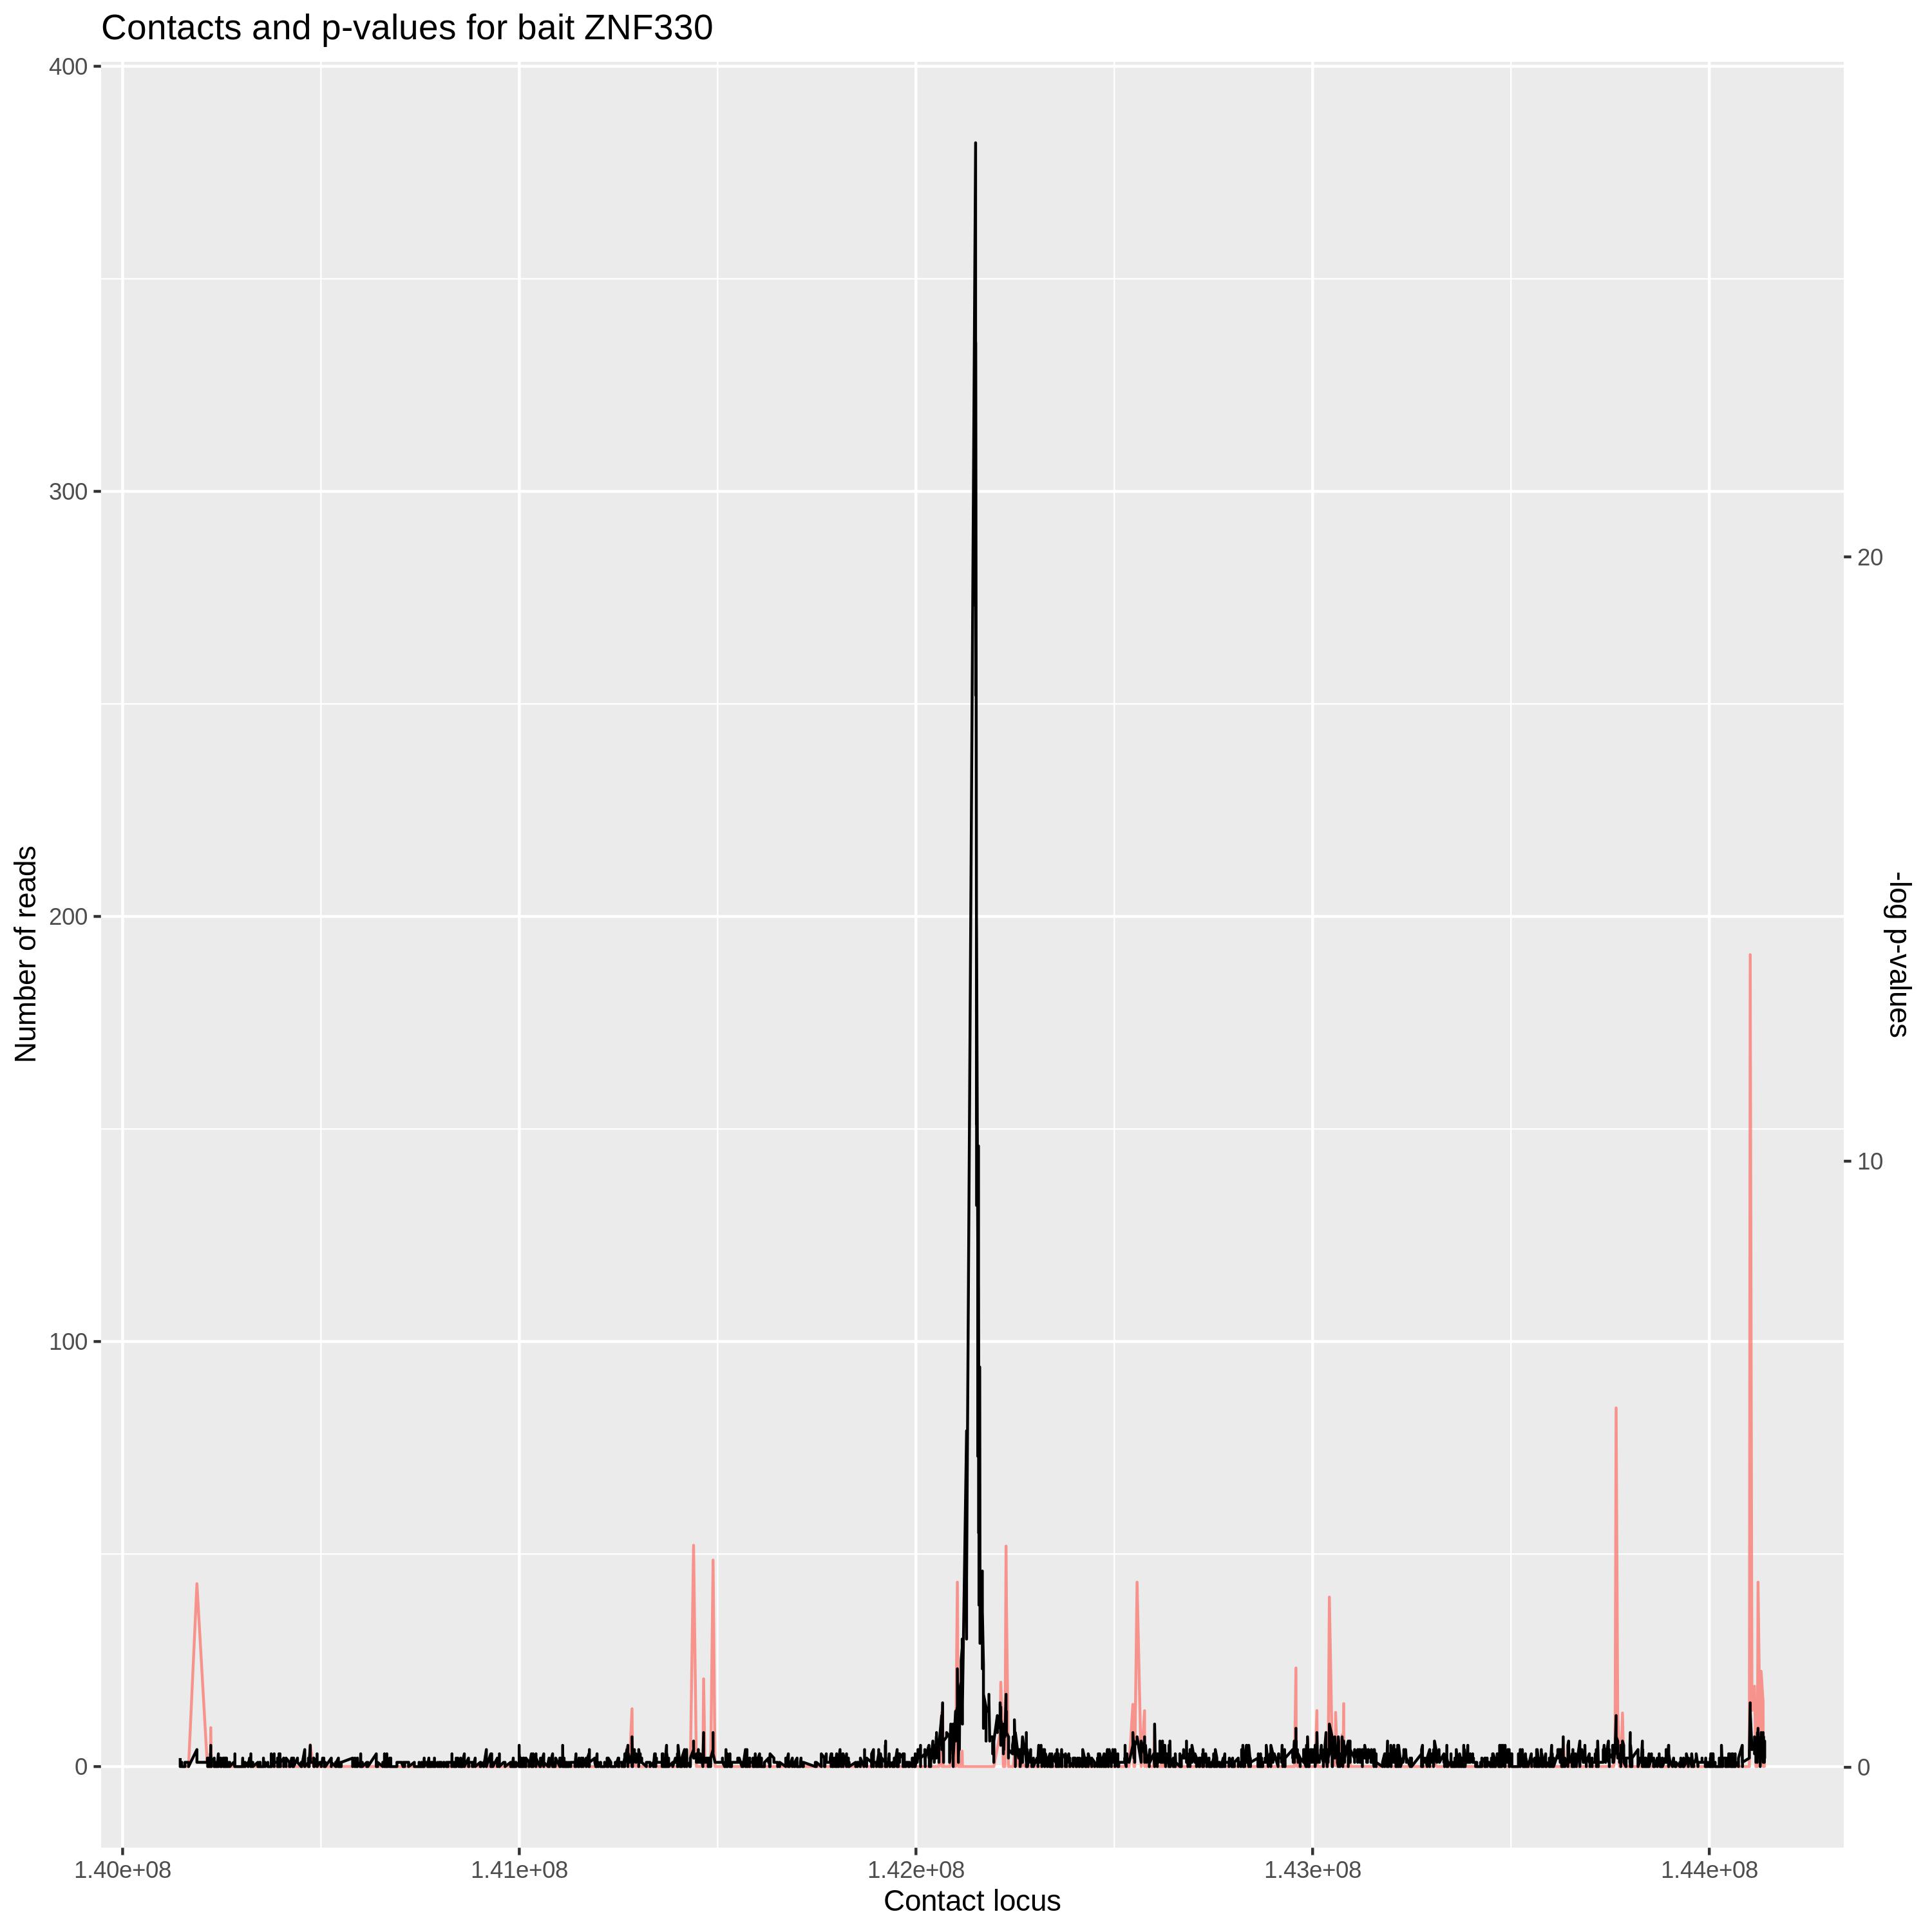 Contacts and p-values for bait ZNF330
400
300
200
100
0
Number of reads
20
10
0
-log p-values
1.40e+08
1.41e+08
1.42e+08
1.43e+08
1.44e+08
Contact locus